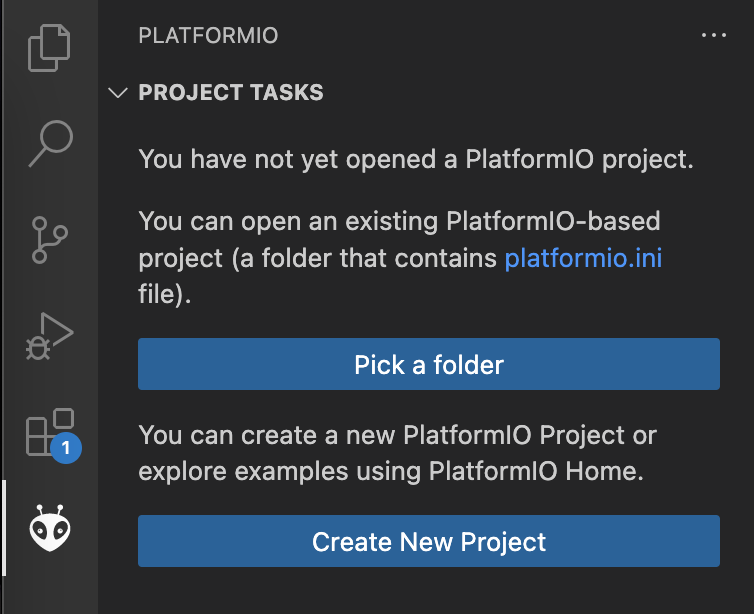 PLATFORMIO
PROJECT TASKS
You have not yet opened a PlatformIO project.
You can open an existing PlatformIO-based
project (a folder that contains platformio.ini
file).
Pick a folder
You can create a new PlatformIO Project or
explore examples using PlatformIO Home.
1
Create New Project